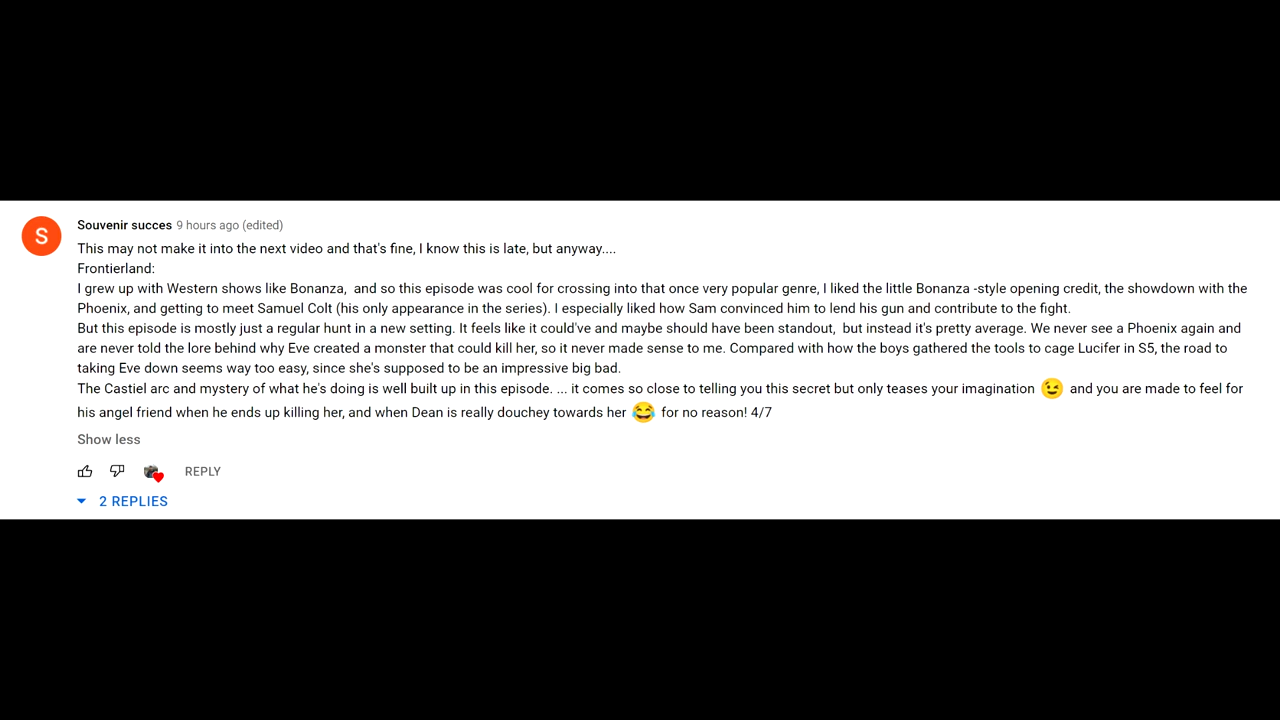 S
Souvenir succes 9 hours ago (edited)
This may not make it into the next video and that's fine, I know this is late, but anyway....
Frontierland:
I grew up with Western shows like Bonanza,  and so this episode was cool for crossing into that once very popular genre, I liked the little Bonanza -style opening credit, the showdown with the
Phoenix, and getting to meet Samuel Colt (his only appearance in the series). I especially liked how Sam convinced him to lend his gun and contribute to the fight.
But this episode is mostly just a regular hunt in a new setting. It feels like it could've and maybe should have been standout,  but instead it's pretty average. We never see a Phoenix again and
are never told the lore behind why Eve created a monster that could kill her, so it never made sense to me. Compared with how the boys gathered the tools to cage Lucifer in S5, the road to
taking Eve down seems way too easy, since she's supposed to be an impressive big bad.
The Castiel arc and mystery of what he's doing is well built up in this episode. ... it comes so close to telling you this secret but only teases your imagination 😉 and you are made to feel for
his angel friend when he ends up killing her, and when Dean is really douchey towards her 😂 for no reason! 4/7
Show less
REPLY
2 REPLIES